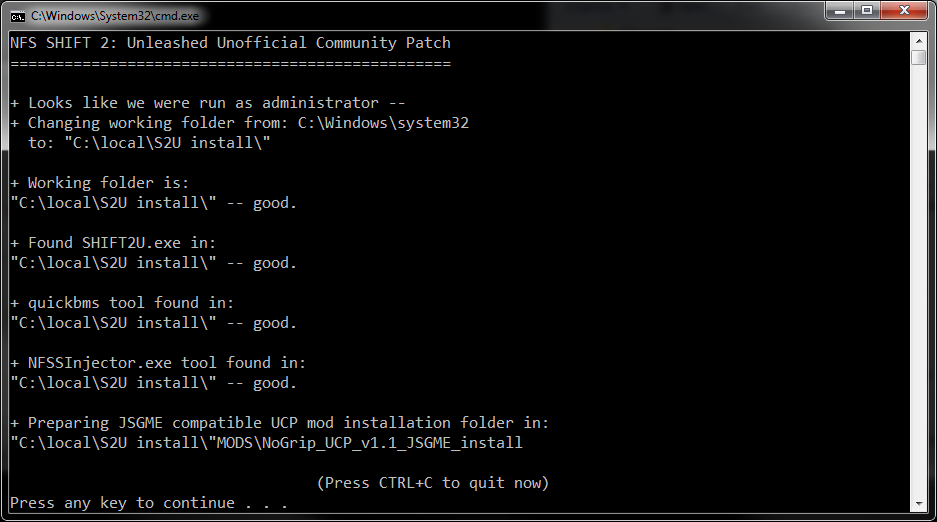 C:\Windows\System32\cmd.exe
NFS SHIFT 2: Unleashed Unofficial Community Patch
=================================================
+ Looks like we were run as administrator --
+ Changing working folder from: C:\Windows\system32
to: "C:\local\S2U install\"
+ Working folder is:
"C:\local\S2U install\" -- good.
+ Found SHIFT2U.exe in:
"C:\local\S2U install\" -- good.
+ quickbms tool found in:
"C:\local\S2U install\" -- good.
+ NFSSInjector.exe tool found in:
"C:\local\S2U install\" -- good.
+ Preparing JSGME compatible UCP mod installation folder in:
"C:\local\S2U install\"MODS\NoGrip_UCP_v1.1_JSGME_install
(Press CTRL+C to quit now)
Press any key to continue . . .